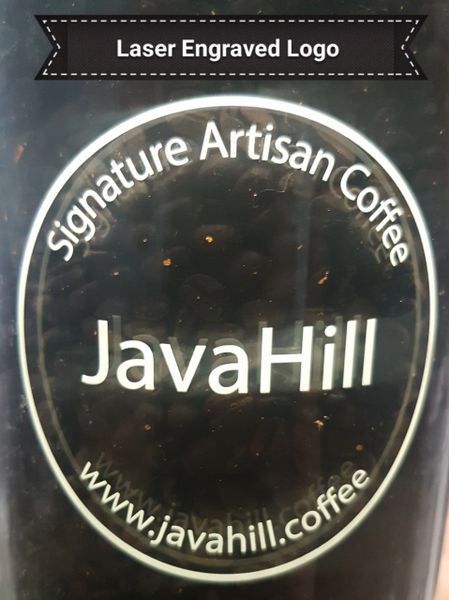 Laser Engraved Logo
Signature Artisan Coffee
JavaHill
www.javahill.coffee